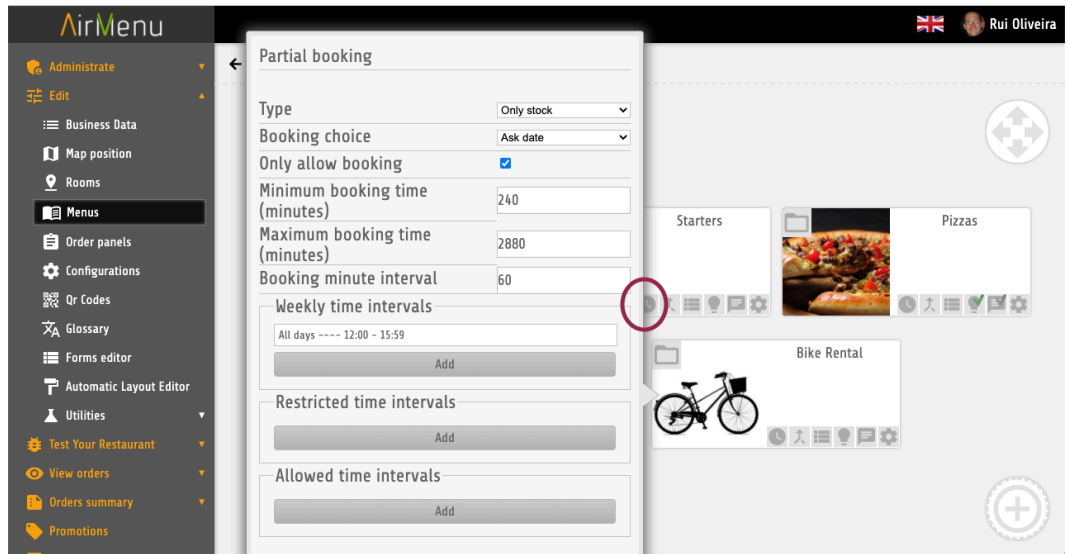 AirMenu
Rui Oliveira
Administrate
Edit
Business Data
Map position
Rooms
Menus
Order panels
Configurations
Qr Codes
Glossary
Forms editor
Automatic Layout Editor
Utilities
Test Your Restaurant
View orders
Orders summary
Promotions
Partial booking
Type
Only stock
Booking choice
Ask date
Only allow booking
Minimum booking time
(minutes)
240
Maximum booking time
(minutes)
2880
Booking minute interval
60
Weekly time intervals
All days ---- 12:00 - 15:59
Add
Restricted time intervals
Add
Allowed time intervals
Add
Starters
Pizzas
Bike Rental